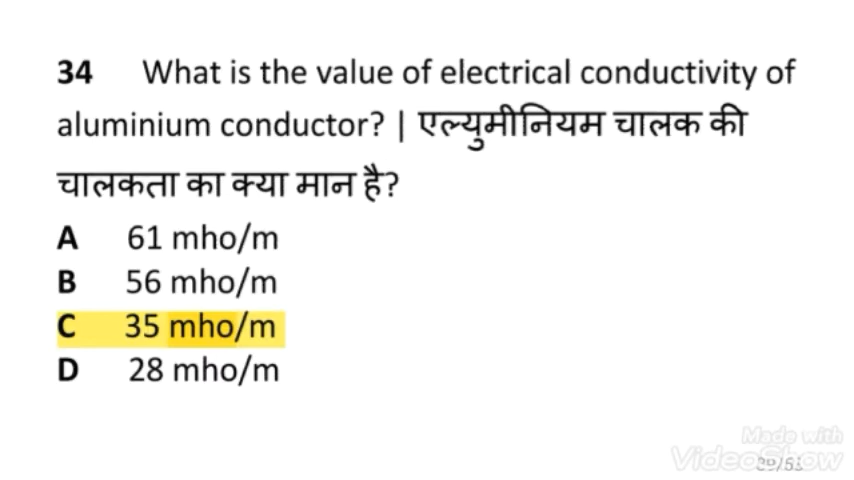 34 What is the value of electrical conductivity of
aluminium conductor? | एल्युमीनियम चालक की
चालकता का क्या मान है?
A 61 mho/m
B 56 mho/m
C 35 mho/m
D 28 mho/m
Made with
VideoShow